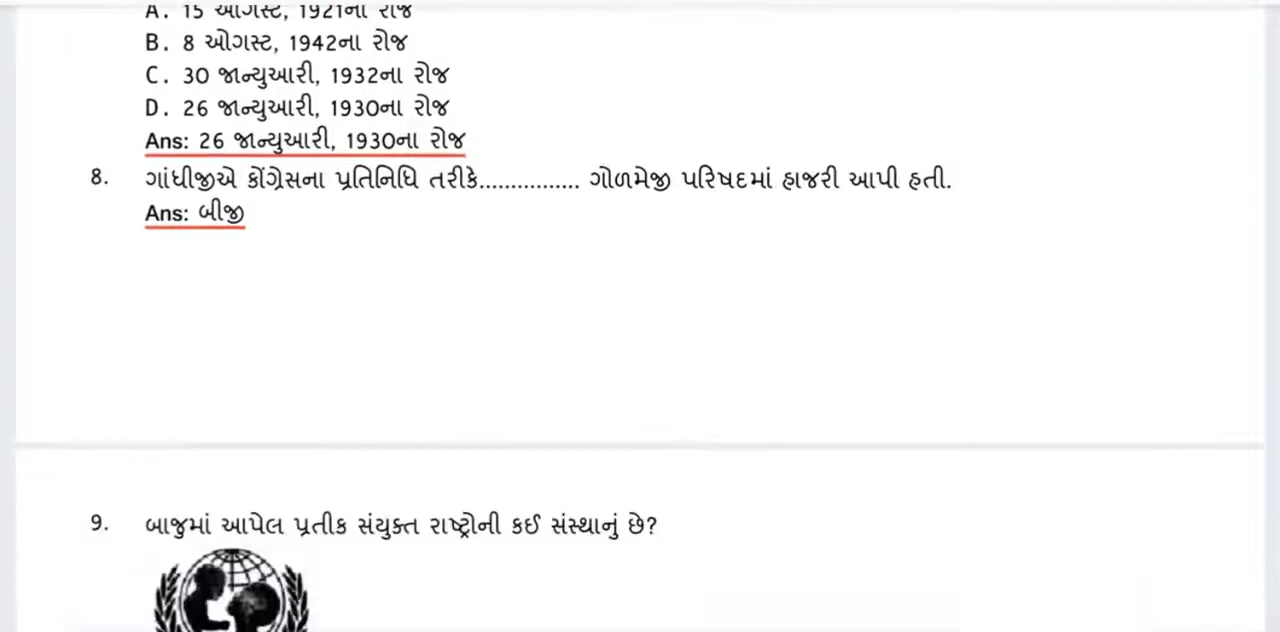 A. 15 ઓગસ્ટ, 1921ના રોજ
B. 8 ઓગસ્ટ, 1942ના રોજ
C. 30 જાન્યુઆરી, 1932ના રોજ
D. 26 જાન્યુઆરી, 1930ના રોજ
Ans: 26 જાન્યુઆરી, 1930ના રોજ
8. ગાંધીજીએ કોંગ્રેસના પ્રતિનિધિ તરીકે................ ગોળમેજી પરિષદમાં હાજરી આપી હતી.
Ans: બીજી
9. બાજુમાં આપેલ પ્રતીક સંયુક્ત રાષ્ટ્રોની કઈ સંસ્થાનું છે?